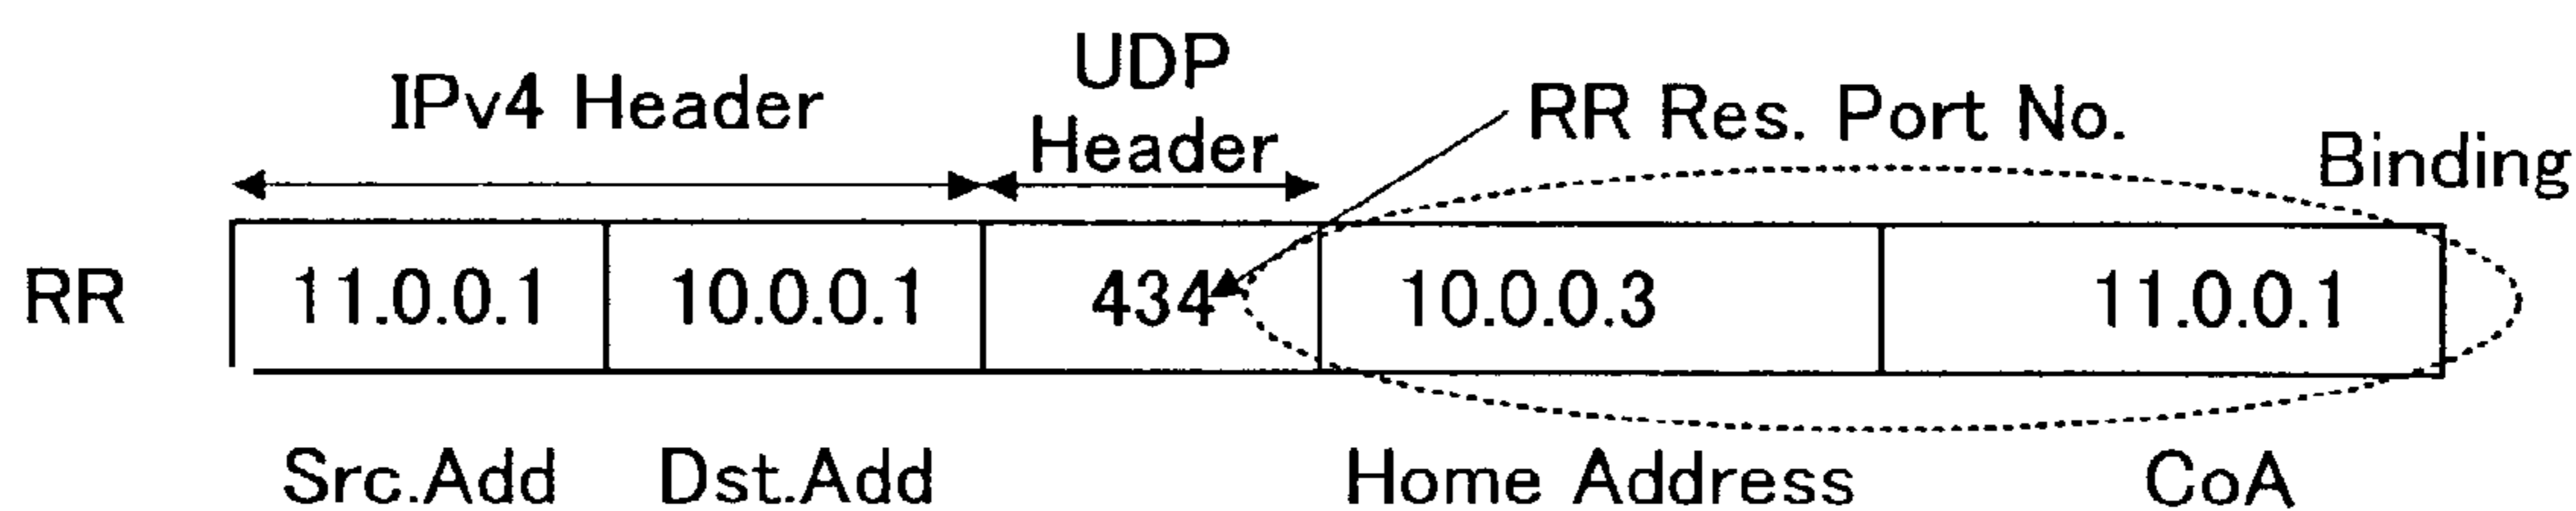 UDP
IPv4 Header
Header
RR Res. Port No.
Binding
RR
11.0.0.1
10.0.0.1
434
10.0.0.3
11.0.0.1
Src.Add
Dst.Add
Home Address
CoA